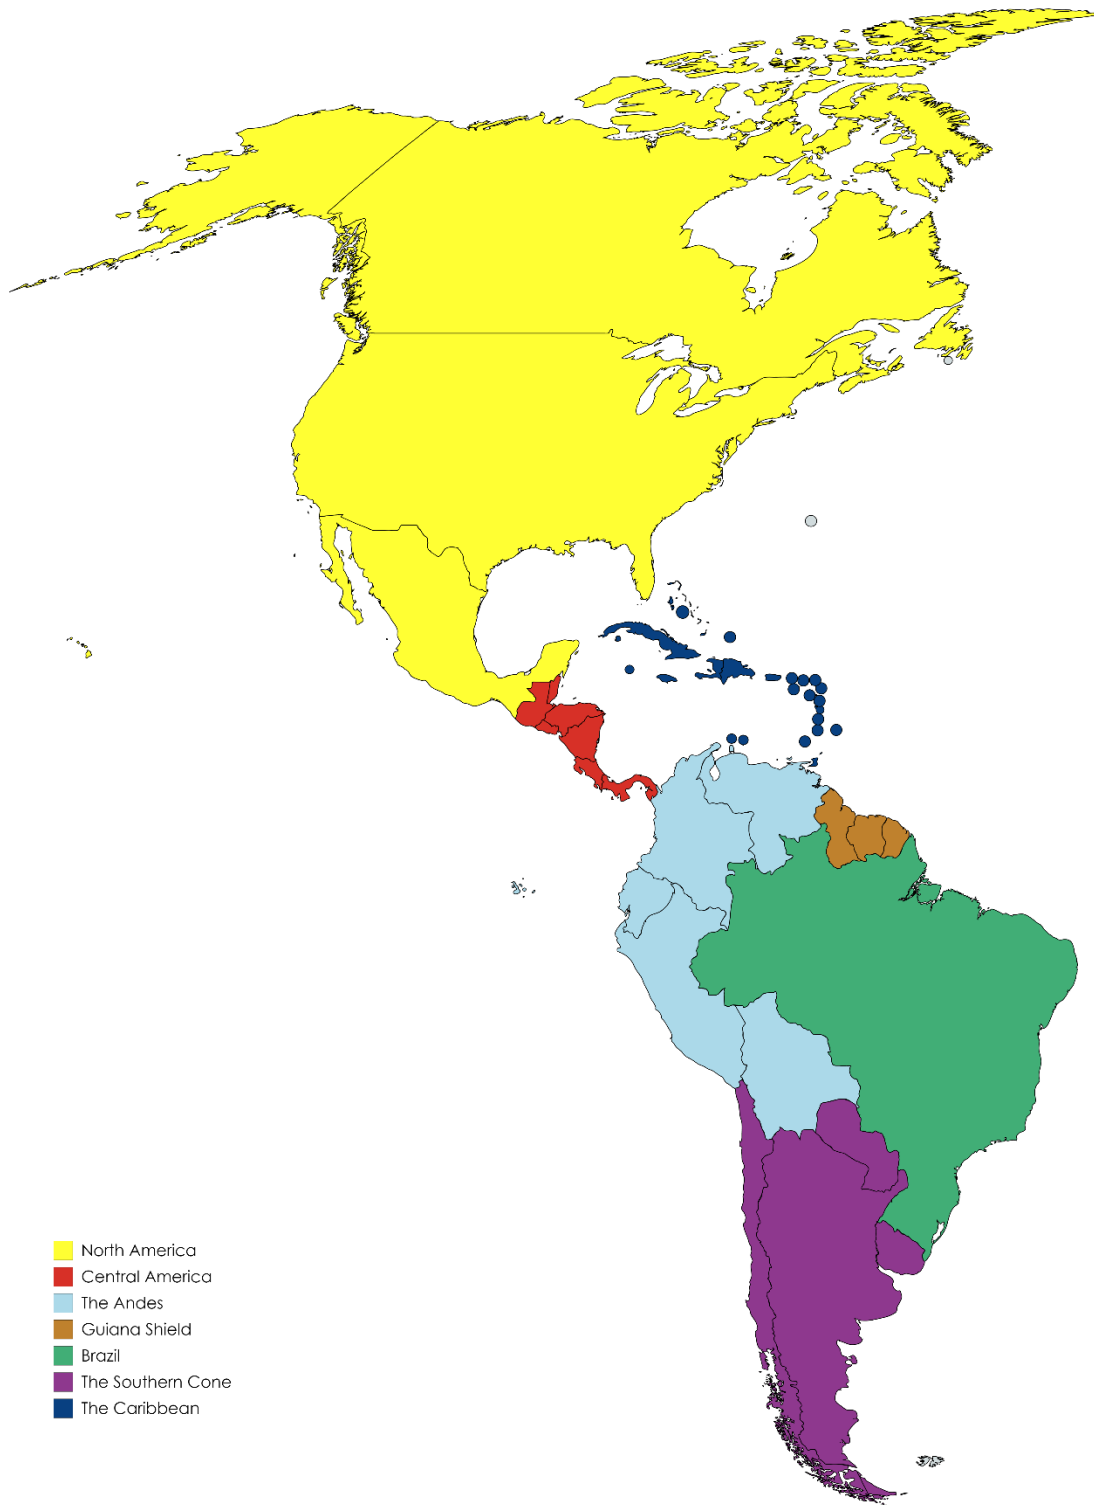 North America
Central America
The Andes
Guiana Shield
Brazil
The Southern Cone
The Caribbean